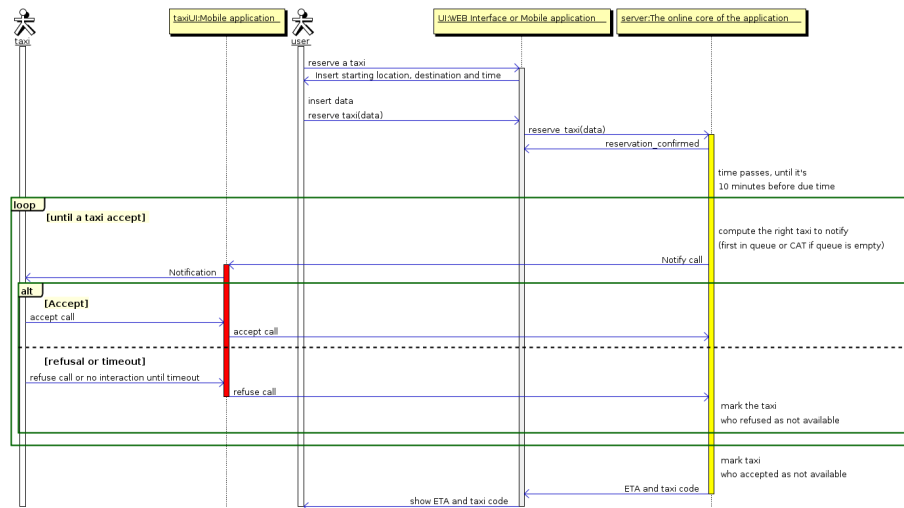 taxiUI:Mobile application
UI:WEB Interface or Mobile application
server:The online core of the application
taxi
user
reserve a taxi
Insert starting location, destination and time
insert data
reserve taxi(data)
reserve taxi(data)
reservation_confirmed
time passes, until it's
10 minutes before due time
loop
[until a taxi accept]
compute the right taxi to notify
(first in queue or CAT if queue is empty)
Notify call
Notification
alt
[Accept]
accept call
accept call
[refusal or timeout]
refuse call or no interaction until timeout
refuse call
mark the taxi
who refused as not available
mark taxi
who accepted as not available
ETA and taxi code
show ETA and taxi code